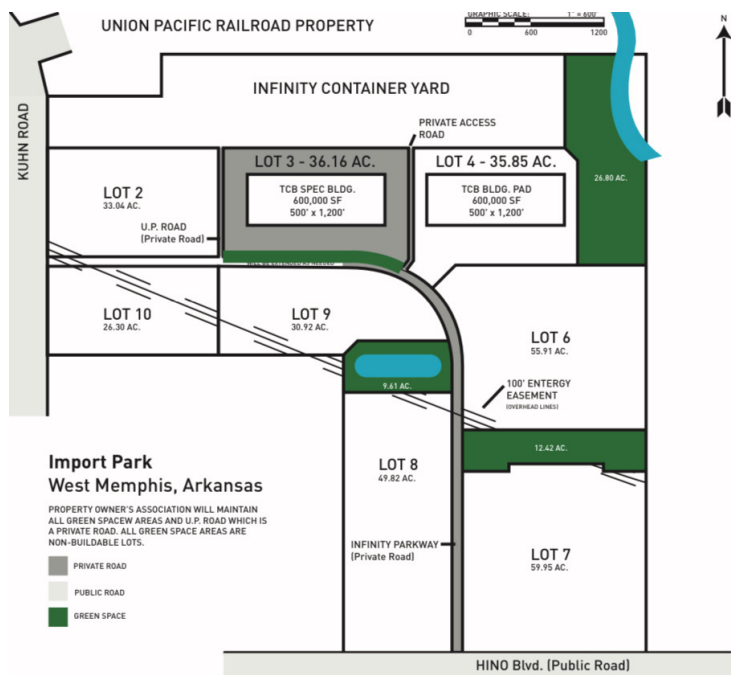 UNION PACIFIC RAILROAD PROPERTY
GRAPHIC SCALE: 1" = 600'
0 600 1200
N
INFINITY CONTAINER YARD
KUHN ROAD
PRIVATE ACCESS
ROAD
LOT 3 - 36.16 AC.
LOT 4 - 35.85 AC.
LOT 2
33.04 AC.
TCB SPEC BLDG.
600,000 SF
500' x 1,200'
TCB BLDG. PAD
600,000 SF
500' x 1,200'
26.80 AC.
U.P. ROAD
(Private Road)
LOT 10
26.30 AC.
LOT 9
30.92 AC.
LOT 6
55.91 AC.
9.61 AC.
100' ENTERGY
EASEMENT
(OVERHEAD LINES)
12.42 AC.
LOT 8
49.82 AC.
Import Park
West Memphis, Arkansas
PROPERTY OWNER'S ASSOCIATION WILL MAINTAIN
ALL GREEN SPACEW AREAS AND U.P. ROAD WHICH IS
A PRIVATE ROAD. ALL GREEN SPACE AREAS ARE
NON-BUILDABLE LOTS.
PRIVATE ROAD
PUBLIC ROAD
GREEN SPACE
INFINITY PARKWAY
(Private Road)
LOT 7
59.95 AC.
HINO Blvd. (Public Road)